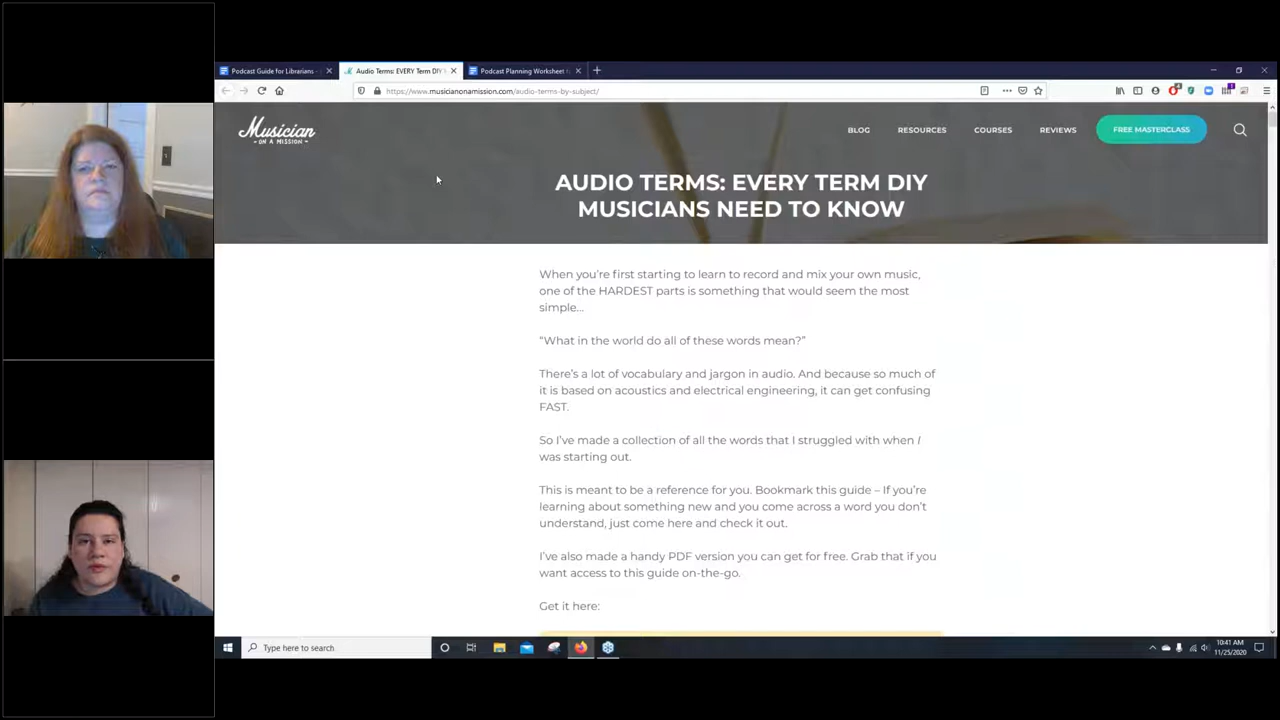 Podcast Guide for Librarians -
Audio Terms: EVERY Term DIY
Podcast Planning Worksheet
https://www.musicianonamission.com/audio-terms-by-subject/
Musician
- ON A MISSION -
BLOG
RESOURCES
COURSES
REVIEWS
FREE MASTERCLASS
AUDIO TERMS: EVERY TERM DIY
MUSICIANS NEED TO KNOW
When you’re first starting to learn to record and mix your own music,
one of the HARDEST parts is something that would seem the most
simple…
“What in the world do all of these words mean?”
There’s a lot of vocabulary and jargon in audio. And because so much of
it is based on acoustics and electrical engineering, it can get confusing
FAST.
So I’ve made a collection of all the words that I struggled with when I
was starting out.
This is meant to be a reference for you. Bookmark this guide – If you’re
learning about something new and you come across a word you don’t
understand, just come here and check it out.
I’ve also made a handy PDF version you can get for free. Grab that if you
want access to this guide on-the-go.
Get it here:
Type here to search
10:41 AM
11/25/2020